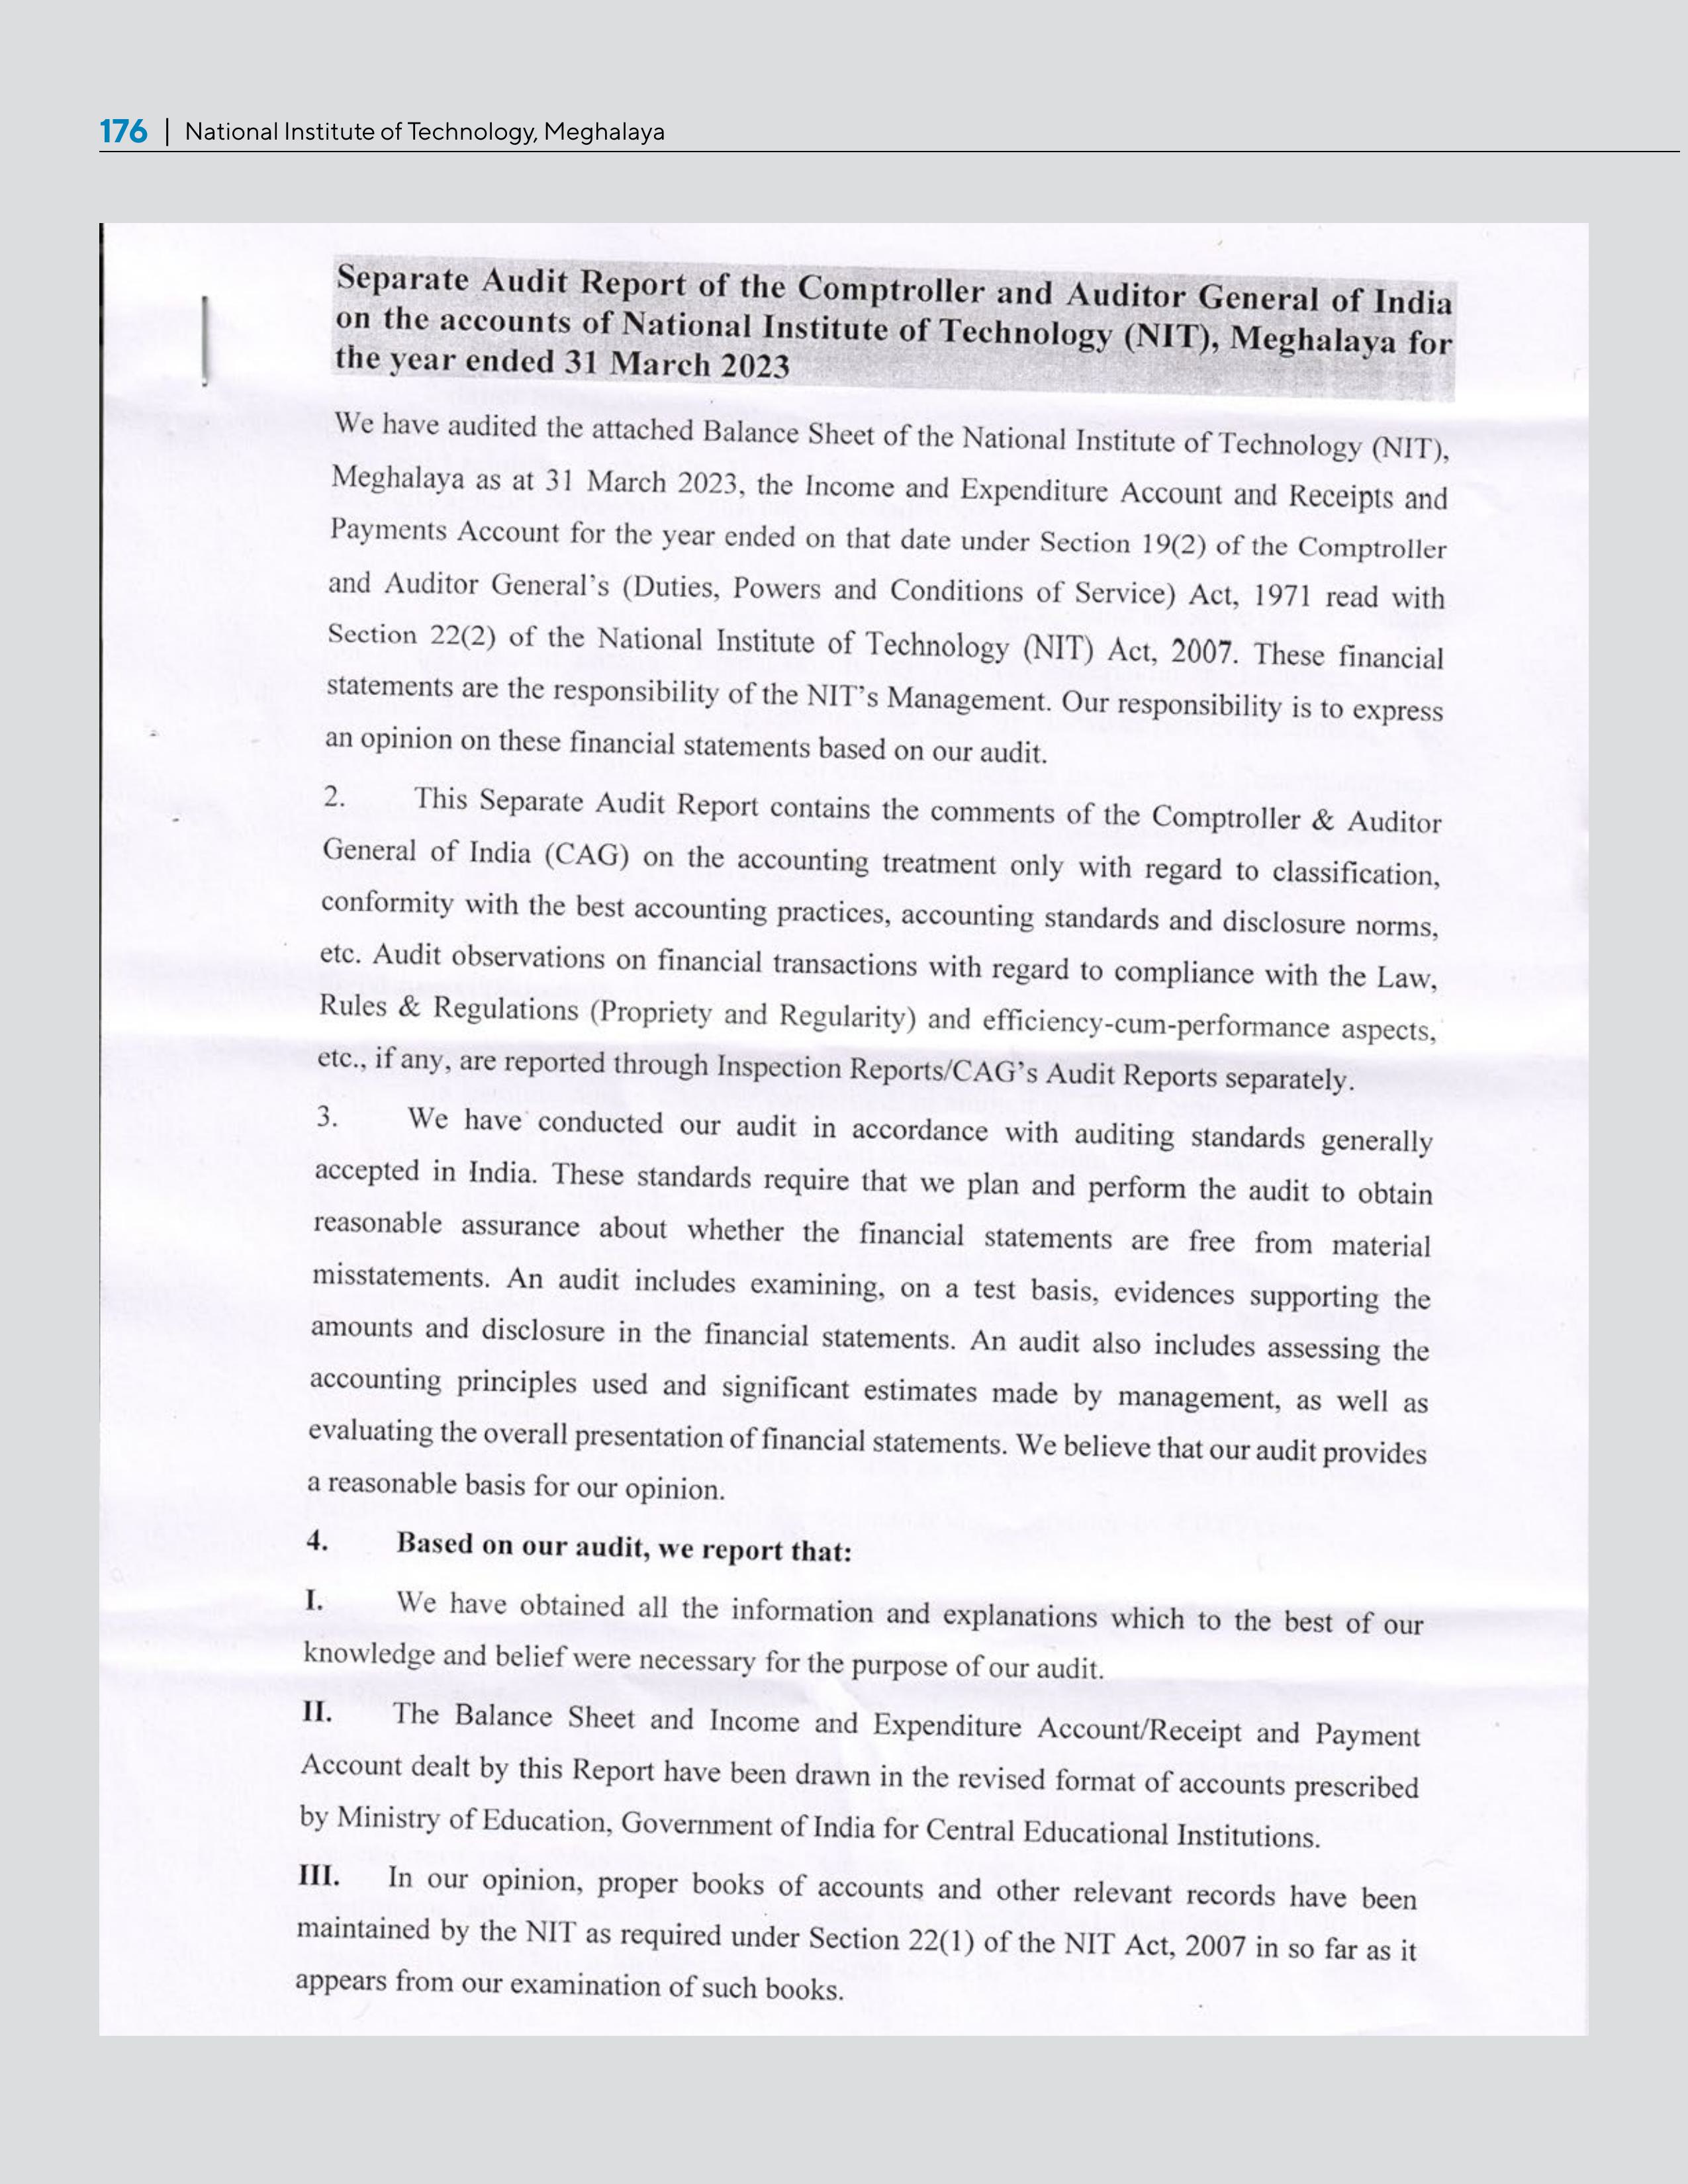 176 | National Institute of Technology, Meghalaya
Separate Audit Report of the Comptroller and Auditor General of India
on the accounts of National Institute of Technology (NIT), Meghalaya for
the year ended 31 March 2023
We have audited the attached Balance Sheet of the National Institute of Technology (NIT),
Meghalaya as at 31 March 2023, the Income and Expenditure Account and Receipts and
Payments Account for the year ended on that date under Section 19(2) of the Comptroller
and Auditor General’s (Duties, Powers and Conditions of Service) Act, 1971 read with
Section 22(2) of the National Institute of Technology (NIT) Act, 2007. These financial
statements are the responsibility of the NIT’s Management. Our responsibility is to express
an opinion on these financial statements based on our audit.
2. This Separate Audit Report contains the comments of the Comptroller & Auditor
General of India (CAG) on the accounting treatment only with regard to classification,
conformity with the best accounting practices, accounting standards and disclosure norms,
etc. Audit observations on financial transactions with regard to compliance with the Law,
Rules & Regulations (Propriety and Regularity) and efficiency-cum-performance aspects,
etc., if any, are reported through Inspection Reports/CAG’s Audit Reports separately.
3. We have conducted our audit in accordance with auditing standards generally
accepted in India. These standards require that we plan and perform the audit to obtain
reasonable assurance about whether the financial statements are free from material
misstatements. An audit includes examining, on a test basis, evidences supporting the
amounts and disclosure in the financial statements. An audit also includes assessing the
accounting principles used and significant estimates made by management, as well as
evaluating the overall presentation of financial statements. We believe that our audit provides
a reasonable basis for our opinion.
4. Based on our audit, we report that:
I. We have obtained all the information and explanations which to the best of our
knowledge and belief were necessary for the purpose of our audit.
II. The Balance Sheet and Income and Expenditure Account/Receipt and Payment
Account dealt by this Report have been drawn in the revised format of accounts prescribed
by Ministry of Education, Government of India for Central Educational Institutions.
III. In our opinion, proper books of accounts and other relevant records have been
maintained by the NIT as required under Section 22(1) of the NIT Act, 2007 in so far as it
appears from our examination of such books.